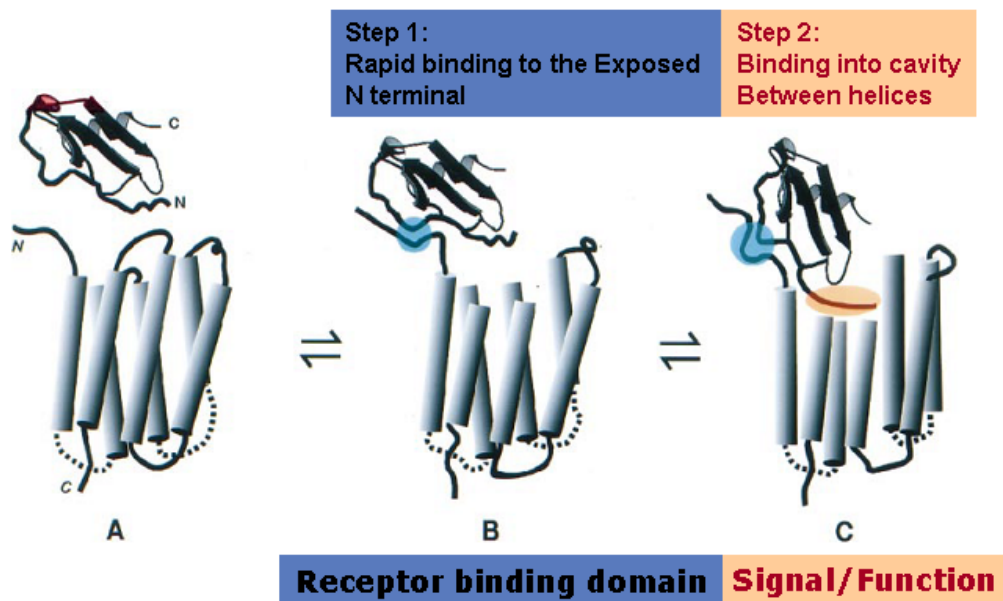 Step 1:
Rapid binding to the Exposed
N terminal
Step 2:
Binding into cavity
Between helices
C
N
N
C
A
B
C
Receptor binding domain
Signal/Function